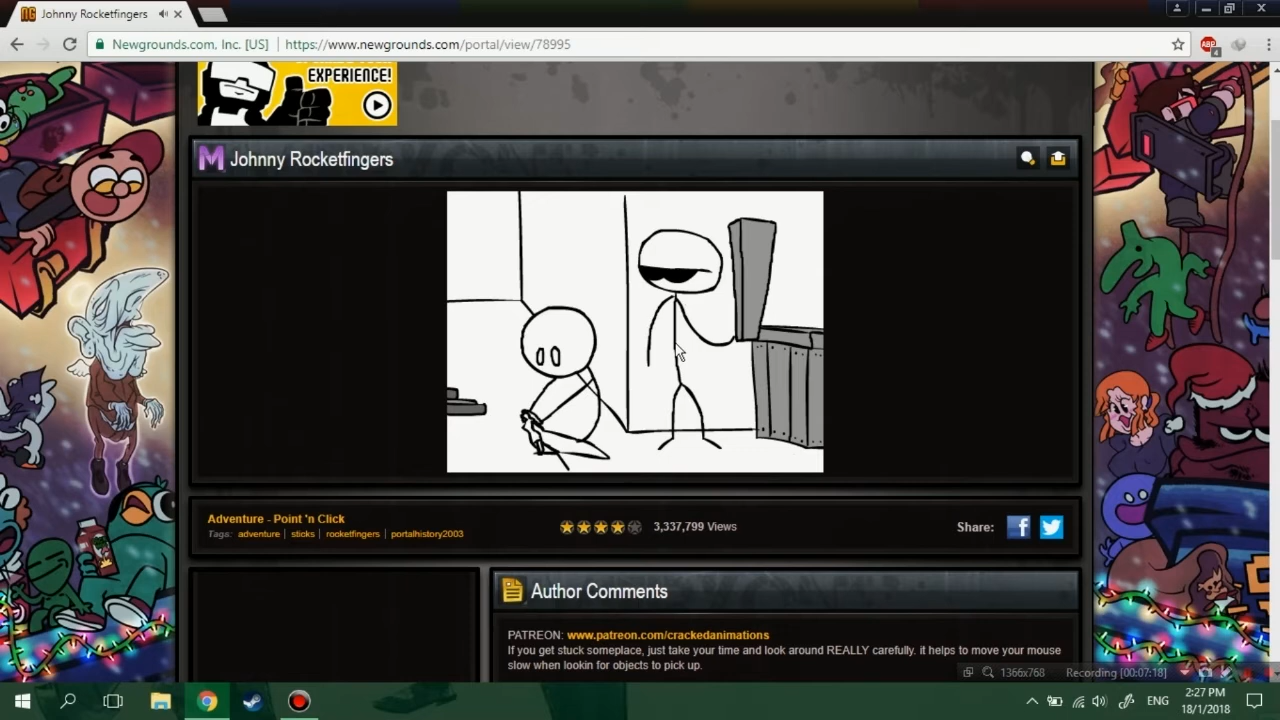 Johnny Rocketfingers
Newgrounds.com, Inc. [US] | https://www.newgrounds.com/portal/view/78995
ABP
4
EXPERIENCE!
M Johnny Rocketfingers
Adventure - Point 'n Click
Tags: adventure | sticks | rocketfingers | portalhistory2003
3,337,799 Views
Share:
Author Comments
PATREON: www.patreon.com/crackedanimations
If you get stuck someplace, just take your time and look around REALLY carefully. it helps to move your mouse
slow when lookin for objects to pick up.
1366x768 Recording [00:07:18]
ENG
2:27 PM
18/1/2018